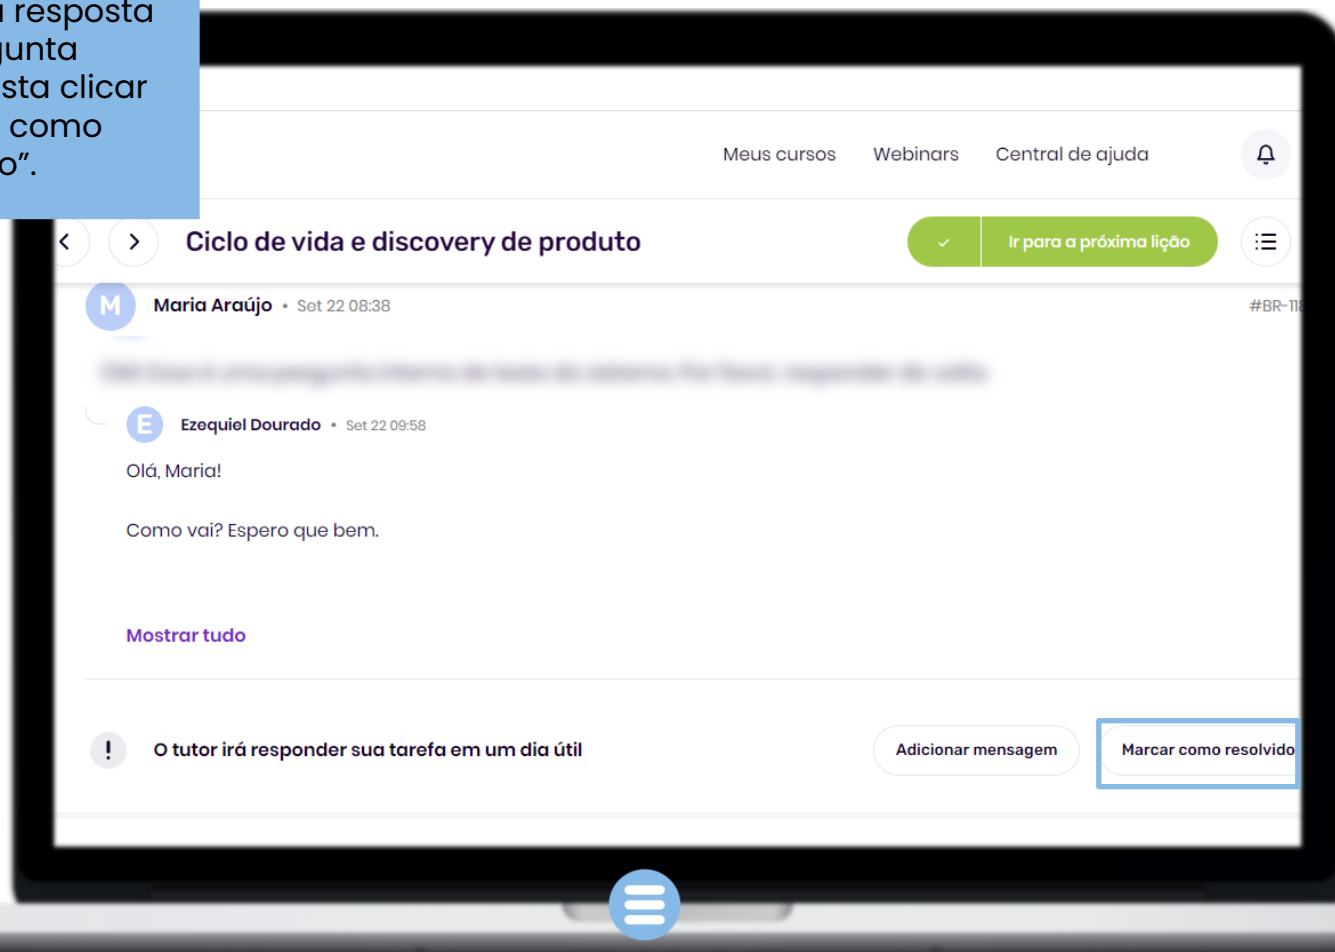 resposta
sta clicar
como
Meus cursos Webinars Central de ajuda
Ciclo de vida e discovery de produto
Ir para a próxima lição
M Maria Araújo • Set 22 08:38
#BR-118
E Ezequiel Dourado • Set 22 09:58
Olá, Maria!
Como vai? Espero que bem.
Mostrar tudo
! O tutor irá responder sua tarefa em um dia útil
Adicionar mensagem
Marcar como resolvido